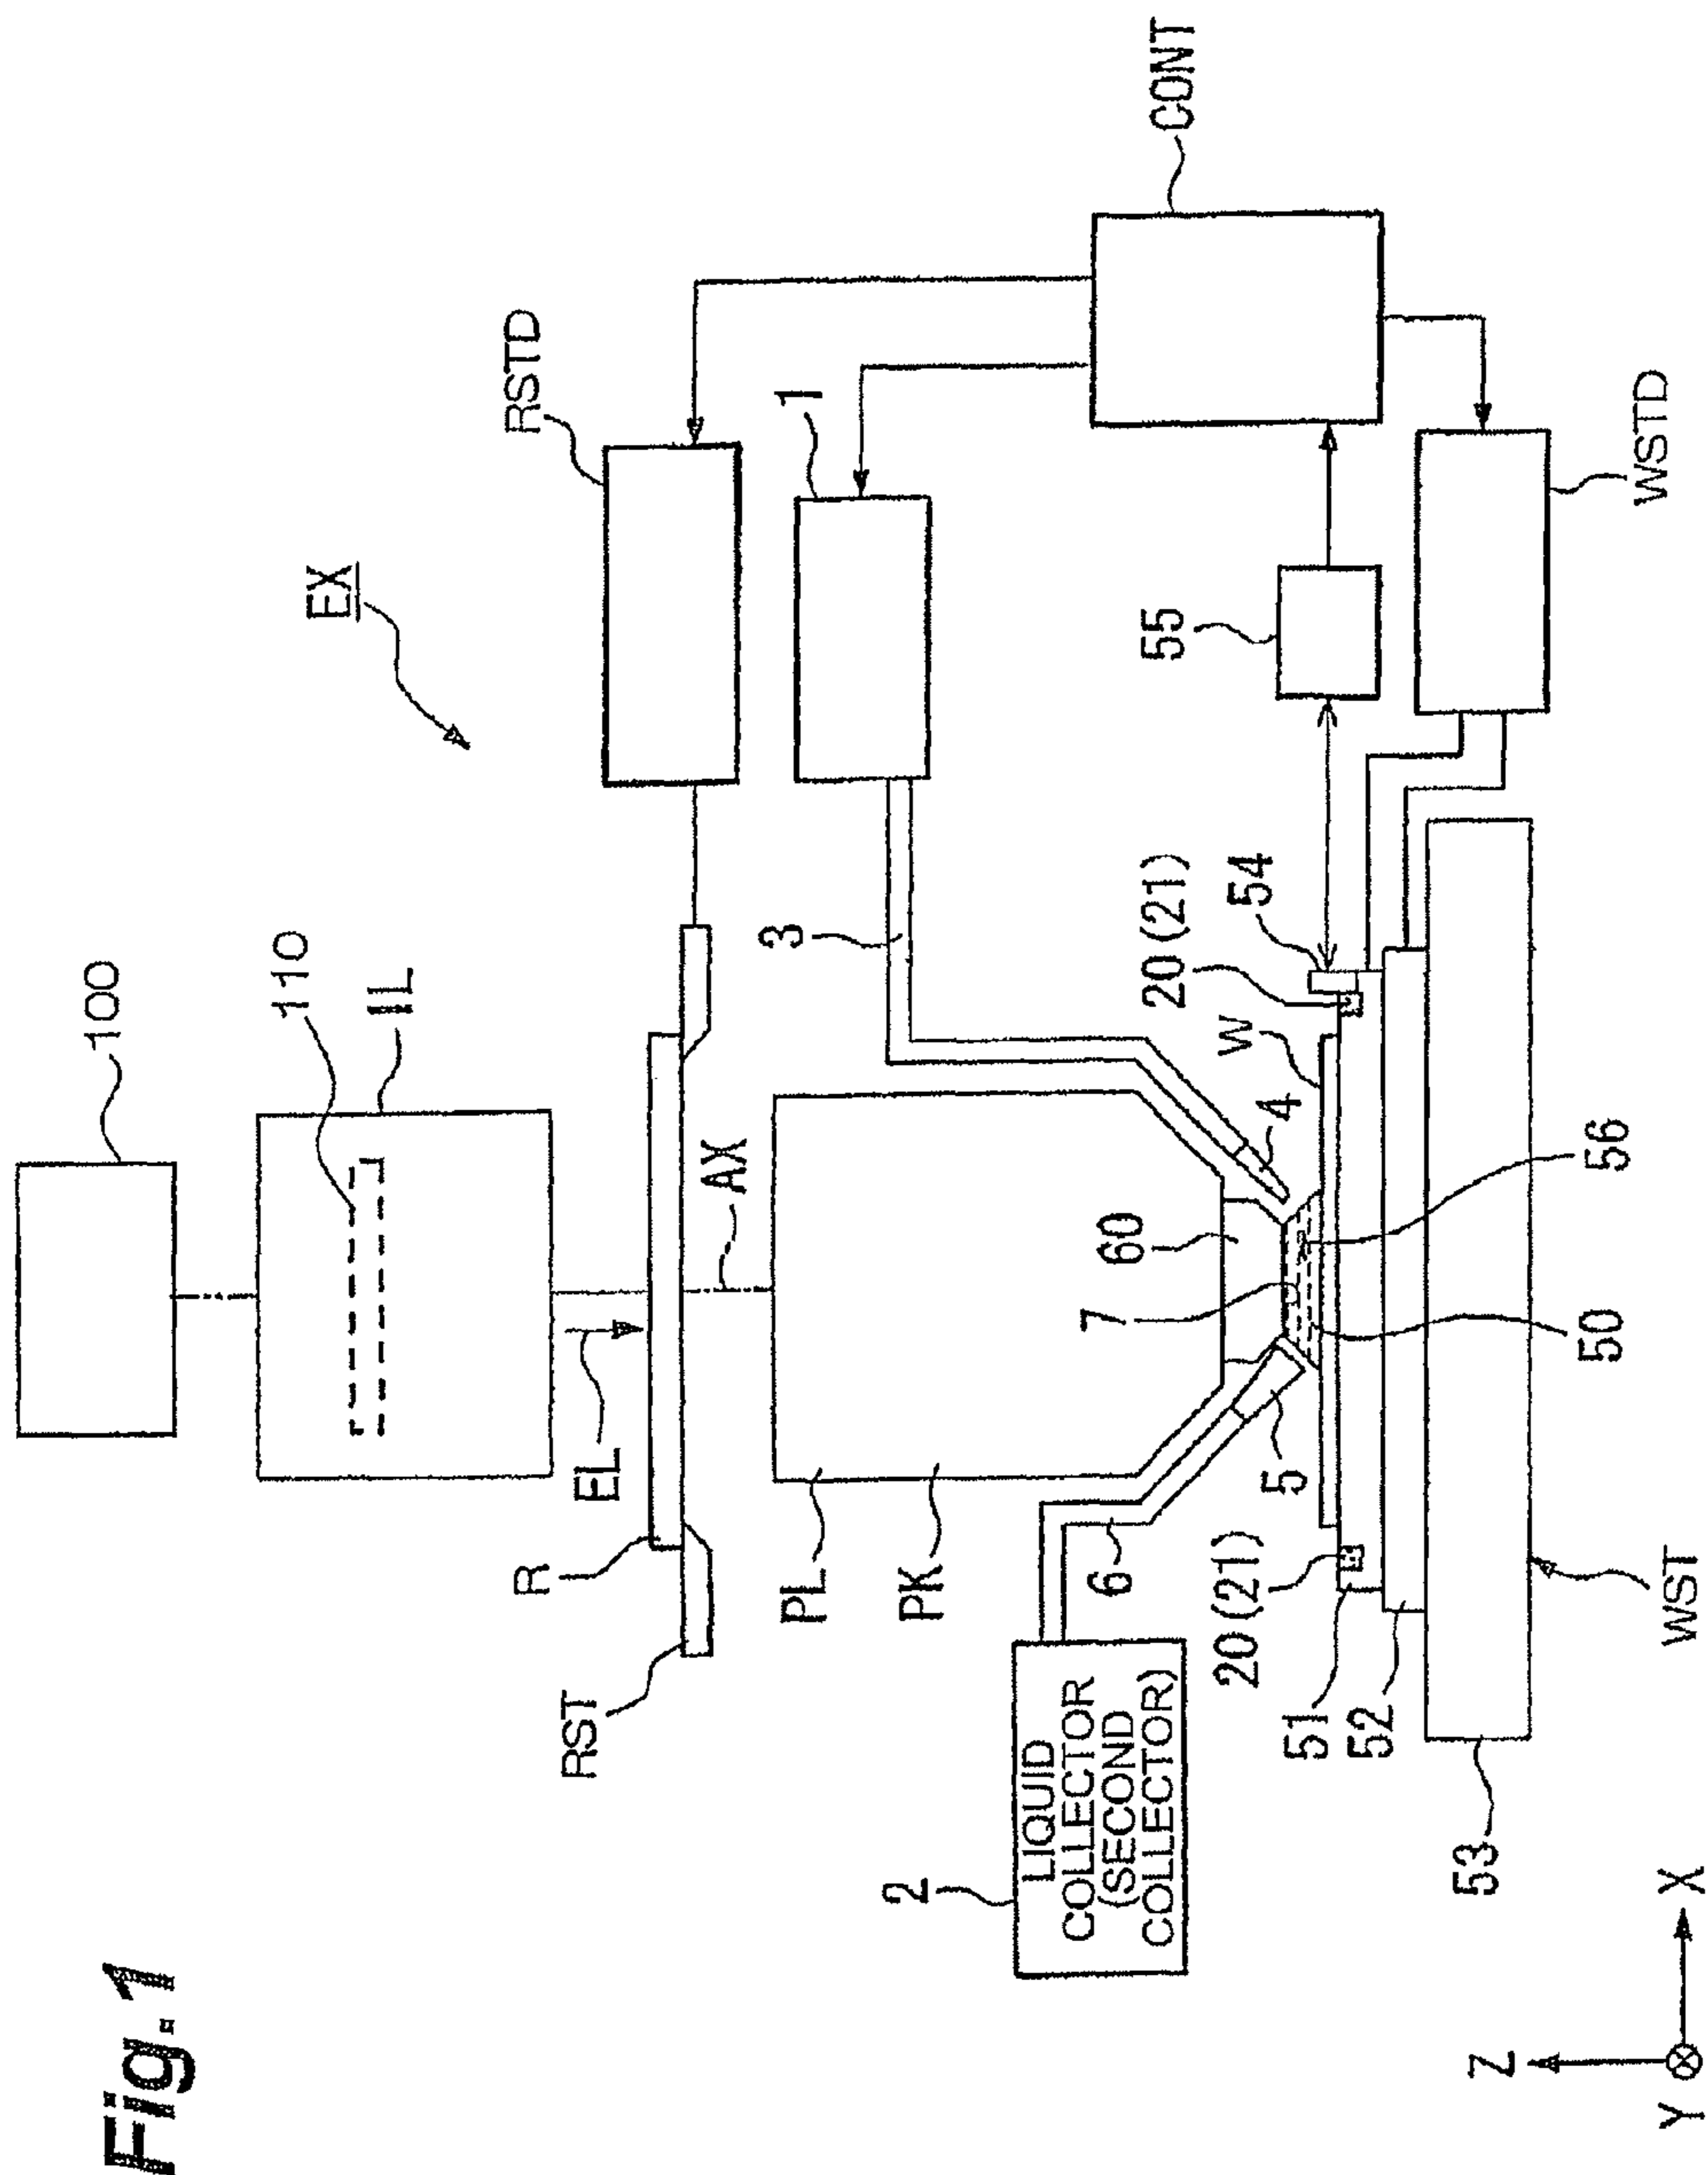 Fig.1
100
110
IL
EX
EL
R
RST
RSTD
AX
PL
PK
1
3
CONT
2
LIQUID
COLLECTOR
(SECOND
COLLECTOR)
6
5
60
7
4
W
20(21)
54
55
20(21)
51
52
53
50
56
WST
WSTD
Z
Y
X